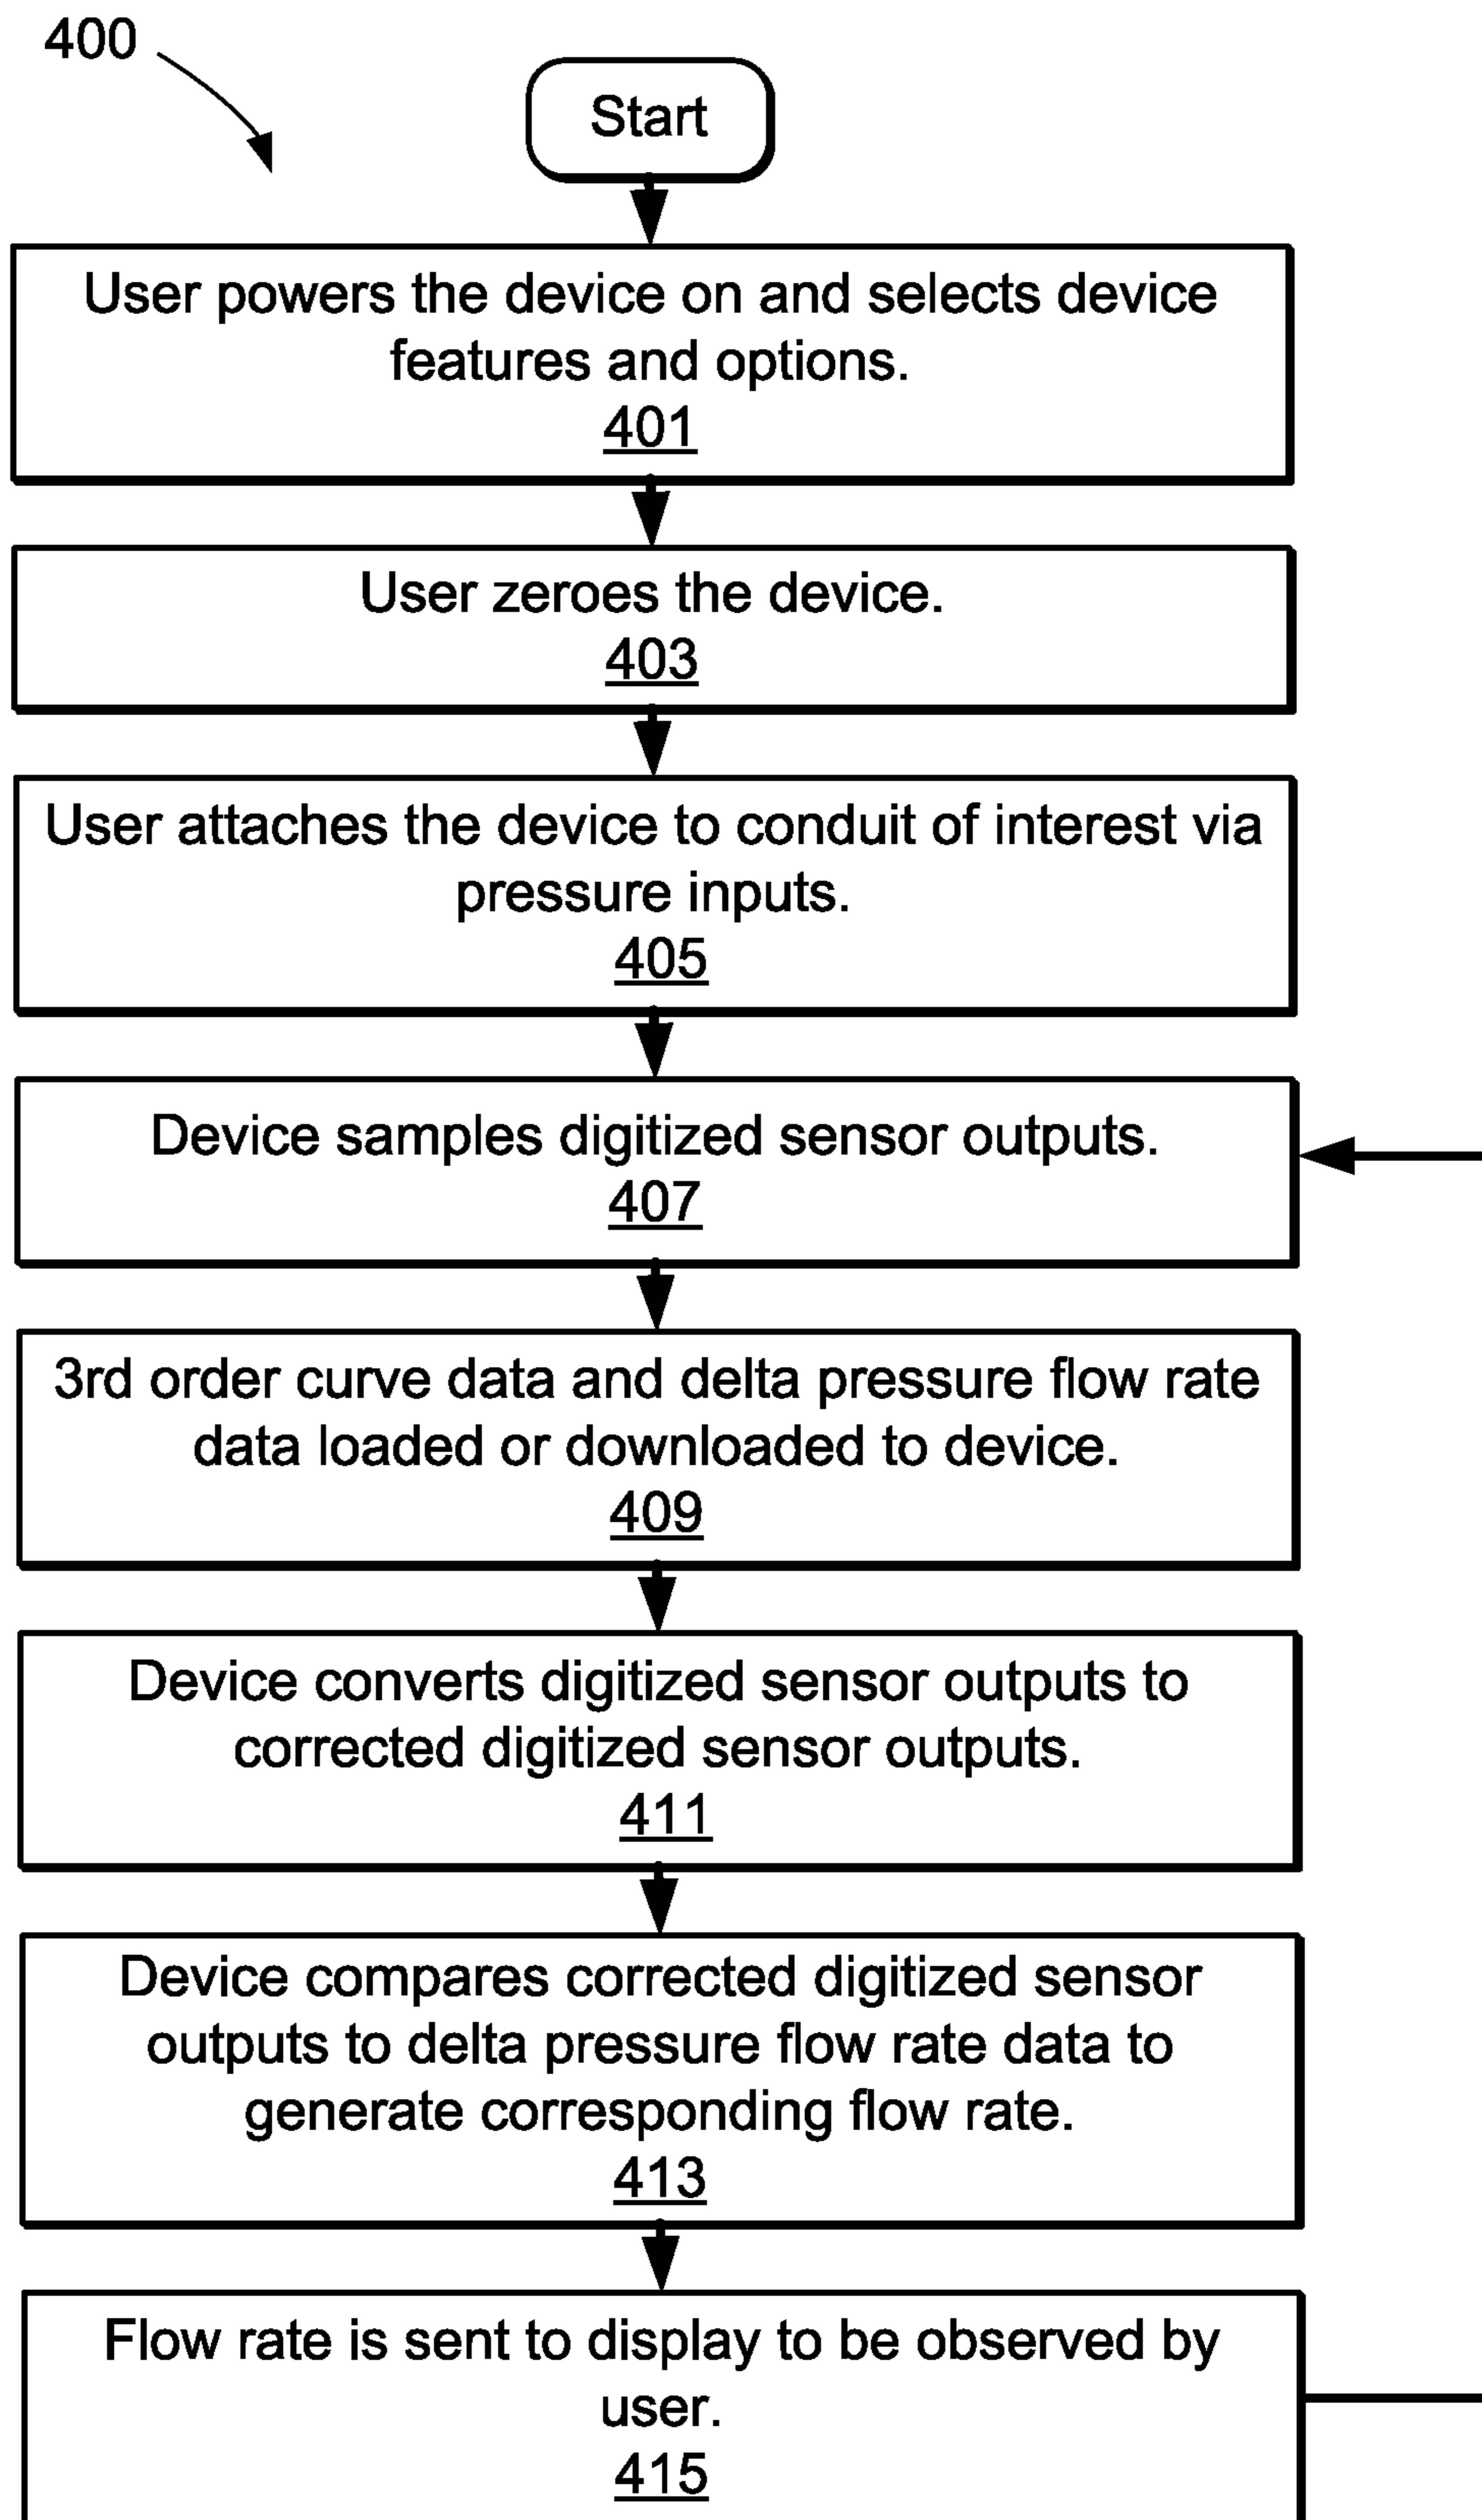 400
Start
User powers the device on and selects device
features and options.
401
User zeroes the device.
403
User attaches the device to conduit of interest via
pressure inputs.
405
Device samples digitized sensor outputs.
407
3rd order curve data and delta pressure flow rate
data loaded or downloaded to device.
409
Device converts digitized sensor outputs to
corrected digitized sensor outputs.
411
Device compares corrected digitized sensor
outputs to delta pressure flow rate data to
generate corresponding flow rate.
413
Flow rate is sent to display to be observed by
user.
415